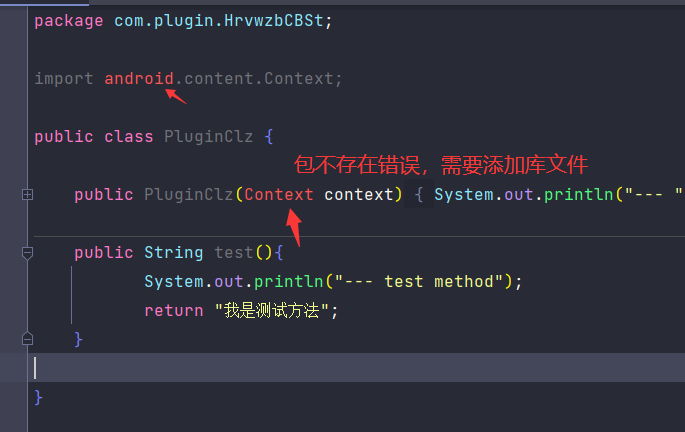 package com.plugin.HrvwzbCBSt;
import android.content.Context;
public class PluginClz {
包不存在错误，需要添加库文件
public PluginClz(Context context) { System.out.println("--- "
public String test(){
System.out.println("--- test method");
return "我是测试方法";
}
}